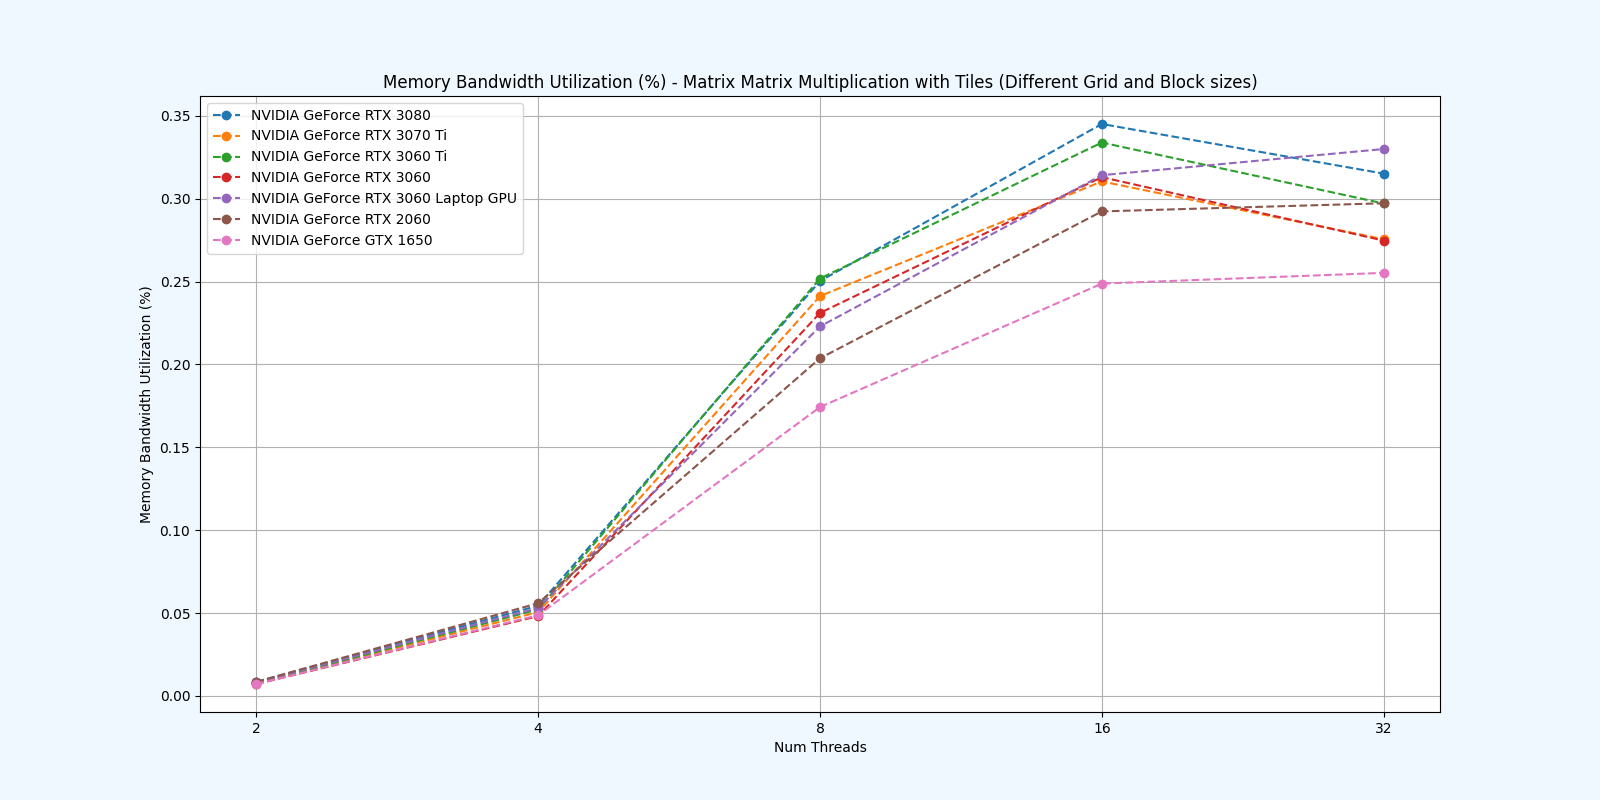 Memory Bandwidth Utilization (%) - Matrix Matrix Multiplication with Tiles (Different Grid and Block sizes)
NVIDIA GeForce RTX 3080
NVIDIA GeForce RTX 3070 Ti
NVIDIA GeForce RTX 3060 Ti
NVIDIA GeForce RTX 3060
NVIDIA GeForce RTX 3060 Laptop GPU
NVIDIA GeForce RTX 2060
NVIDIA GeForce GTX 1650
Memory Bandwidth Utilization (%)
0.35
0.30
0.25
0.20
0.15
0.10
0.05
0.00
2 4 8 16 32
Num Threads